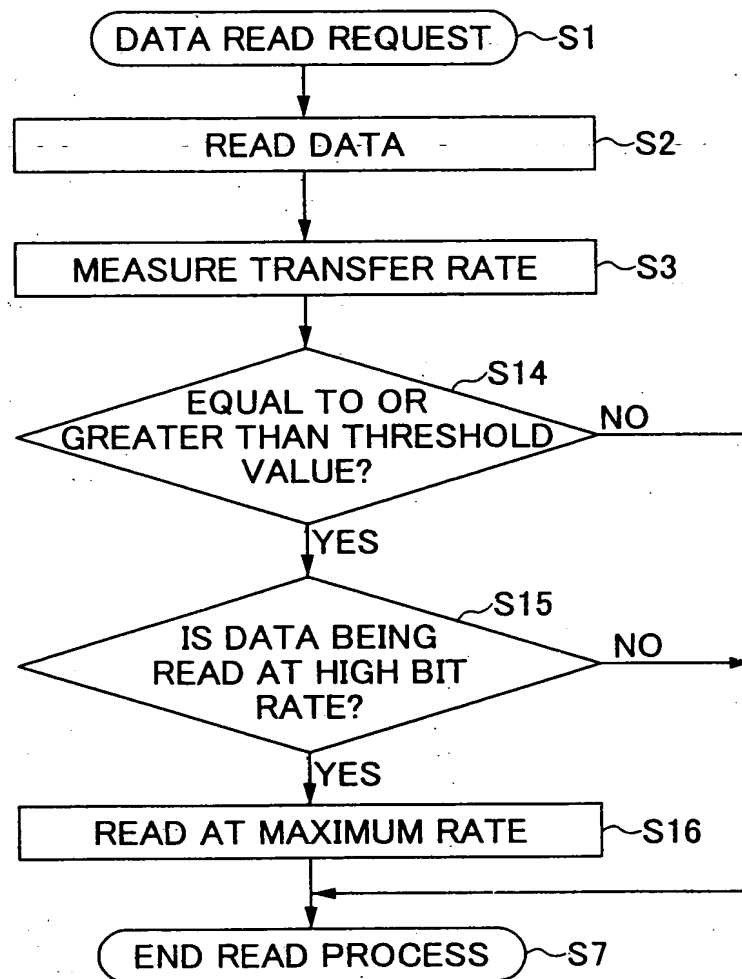 DATA READ REQUEST
S1
READ DATA
S2
MEASURE TRANSFER RATE
S3
S14
EQUAL TO OR
GREATER THAN THRESHOLD
VALUE?
NO
YES
S15
IS DATA BEING
READ AT HIGH BIT
RATE?
NO
YES
READ AT MAXIMUM RATE
S16
END READ PROCESS
S7